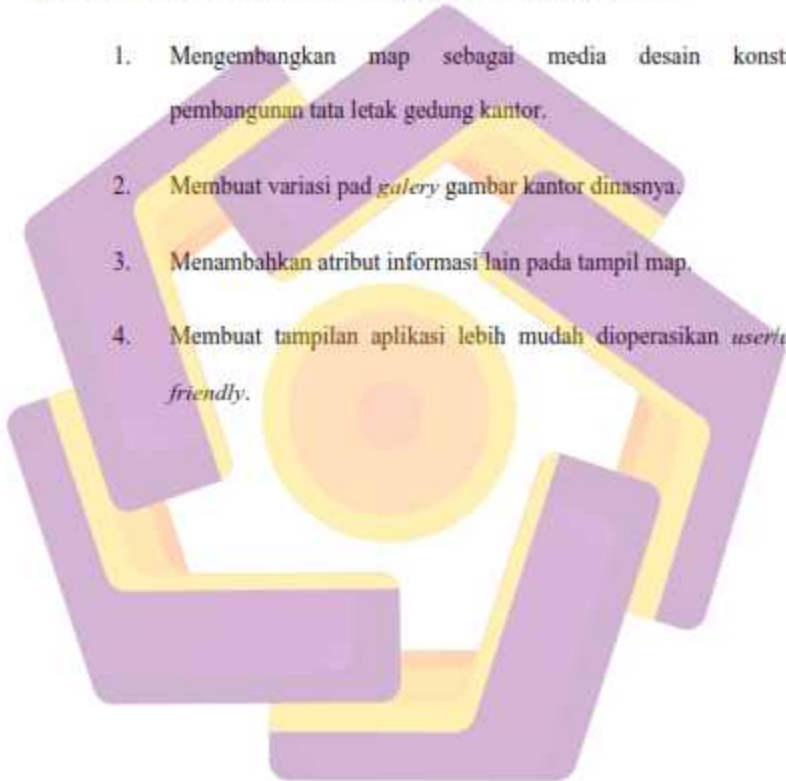 1. Mengembangkan map sebagai media desain
pembangunan tata letak gedung kantor.
2. Membuat variasi pad galery gambar kantor dinasnya.
3. Menambahkan atribut informasi lain pada tampil map.
4. Membuat tampilan aplikasi lebih mudah dioperasikan
friendly.